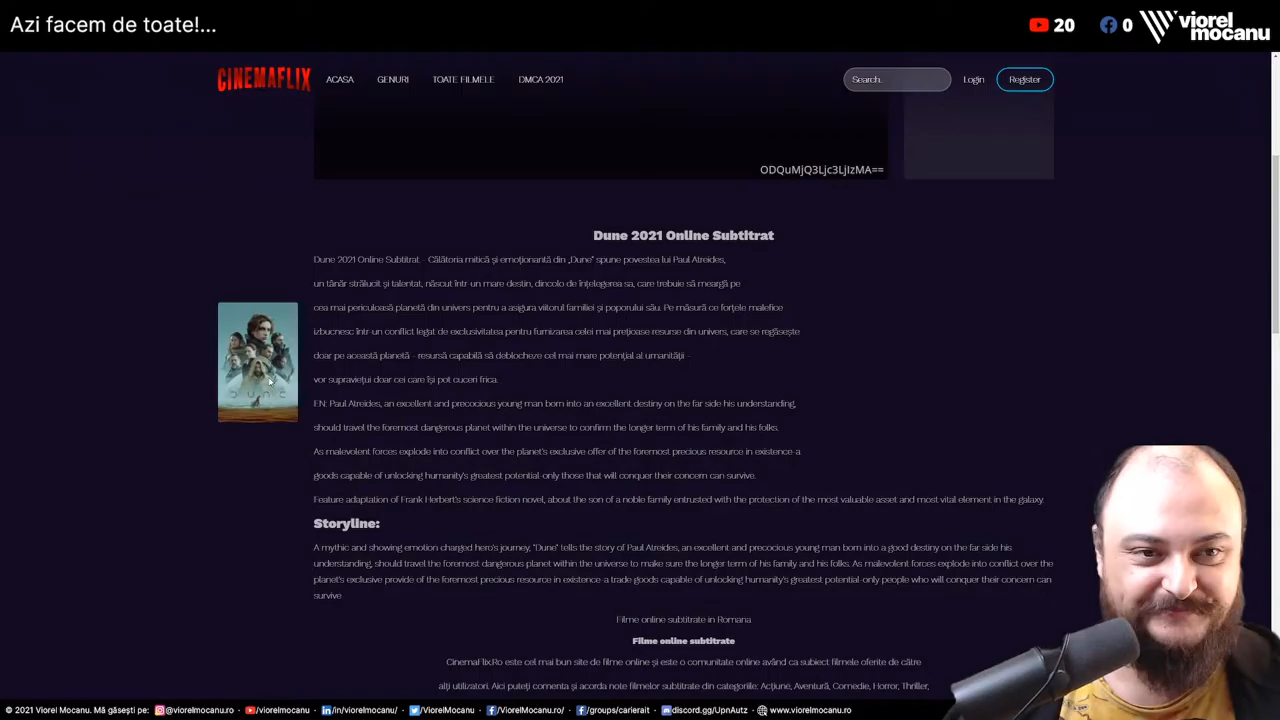 Azi facem de toate!...
20
0
viorel
mocanu
CINEMAFLIX
ACASA
GENURI
TOATE FILMELE
DMCA 2021
Search..
Login
Register
ODQuMjQ3Ljc3LjIzMA==
Dune 2021 Online Subtitrat
Dune 2021 Online Subtitrat – Călătoria mitică și emoționantă din „Dune” spune povestea lui Paul Atreides,
un tânăr strălucit și talentat, născut într-un mare destin, dincolo de înțelegerea sa, care trebuie să meargă pe
cea mai periculoasă planetă din univers pentru a asigura viitorul familiei și poporului său. Pe măsură ce forțele malefice
izbucnesc într-un conflict legat de exclusivitatea pentru furnizarea celei mai prețioase resurse din univers, care se regăsește
doar pe această planetă – resursă capabilă să deblocheze cel mai mare potențial al umanității –
vor supraviețui doar cei care își pot cuceri frica.
EN: Paul Atreides, an excellent and precocious young man born into an excellent destiny on the far side his understanding,
should travel the foremost dangerous planet within the universe to confirm the longer term of his family and his folks.
As malevolent forces explode into conflict over the planet's exclusive offer of the foremost precious resource in existence-a
goods capable of unlocking humanity's greatest potential-only those that will conquer their concern can survive.
Feature adaptation of Frank Herbert's science fiction novel, about the son of a noble family entrusted with the protection of the most valuable asset and most vital element in the galaxy.
DUNE
Storyline:
A mythic and showing emotion charged hero's journey, "Dune" tells the story of Paul Atreides, an excellent and precocious young man born into a good destiny on the far side his
understanding, should travel the foremost dangerous planet within the universe to make sure the longer term of his family and his folks. As malevolent forces explode into conflict over the
planet's exclusive provide of the foremost precious resource in existence-a trade goods capable of unlocking humanity's greatest potential-only people who will conquer their concern can
survive
Filme online subtitrate in Romana
Filme online subtitrate
CinemaFlix.Ro este cel mai bun site de filme online și este o comunitate online având ca subiect filmele oferite de către
alți utilizatori. Aici puteți comenta și acorda note filmelor subtitrate din categoriile: Acțiune, Aventură, Comedie, Horror, Thriller,
© 2021 Viorel Mocanu. Mă găsești pe:
@viorelmocanu.ro
/viorelmocanu
/in/viorelmocanu/
/ViorelMocanu
/ViorelMocanu.ro/
/groups/carierait
discord.gg/UpnAutz
www.viorelmocanu.ro